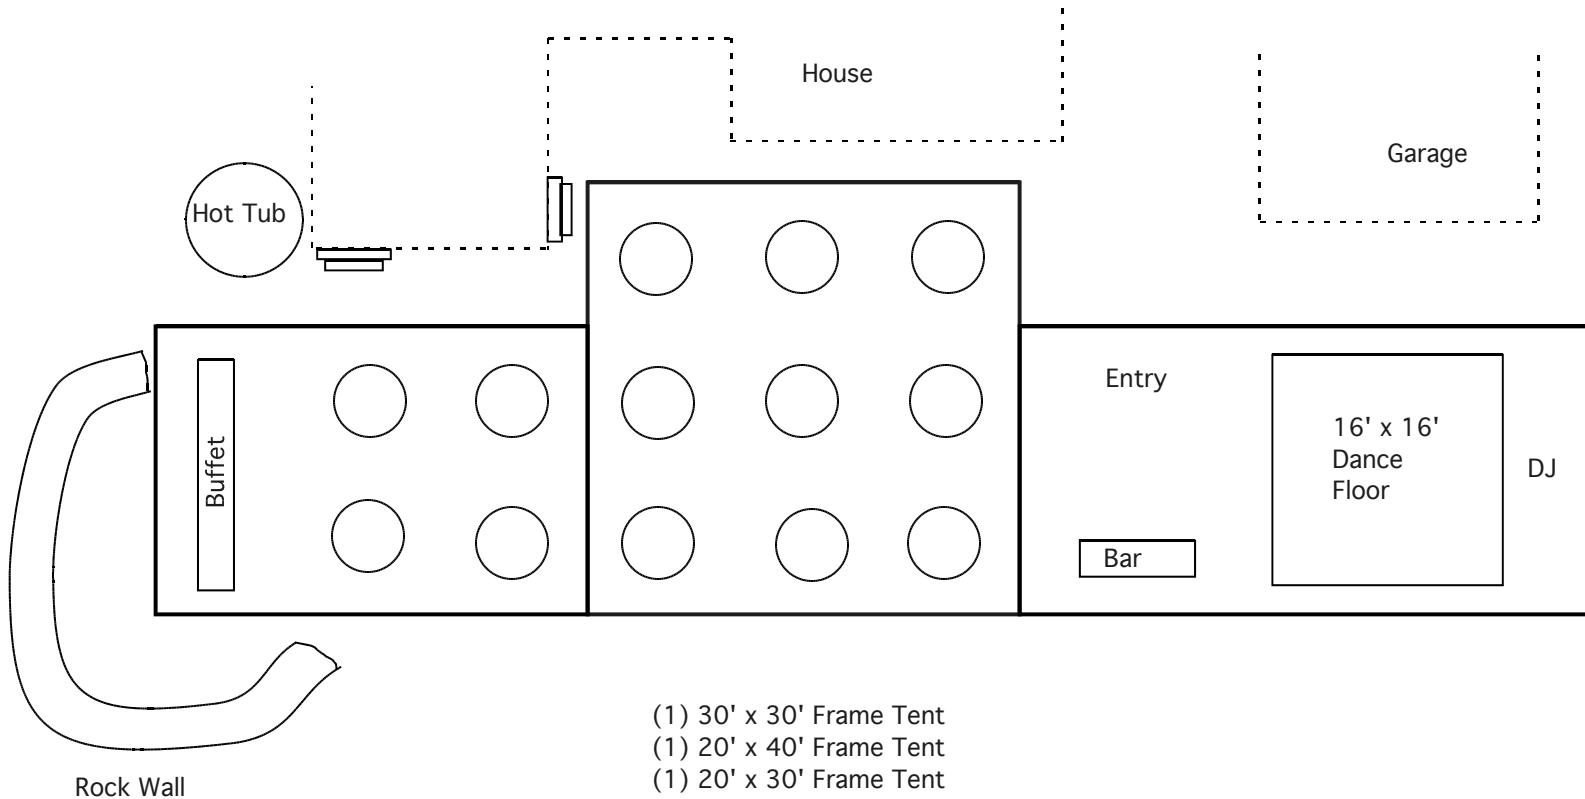 House
Garage
Hot Tub
Entry
16' x 16'
Dance
Floor
DJ
Buffet
Bar
(1) 30' x 30' Frame Tent
(1) 20' x 40' Frame Tent
(1) 20' x 30' Frame Tent
Rock Wall